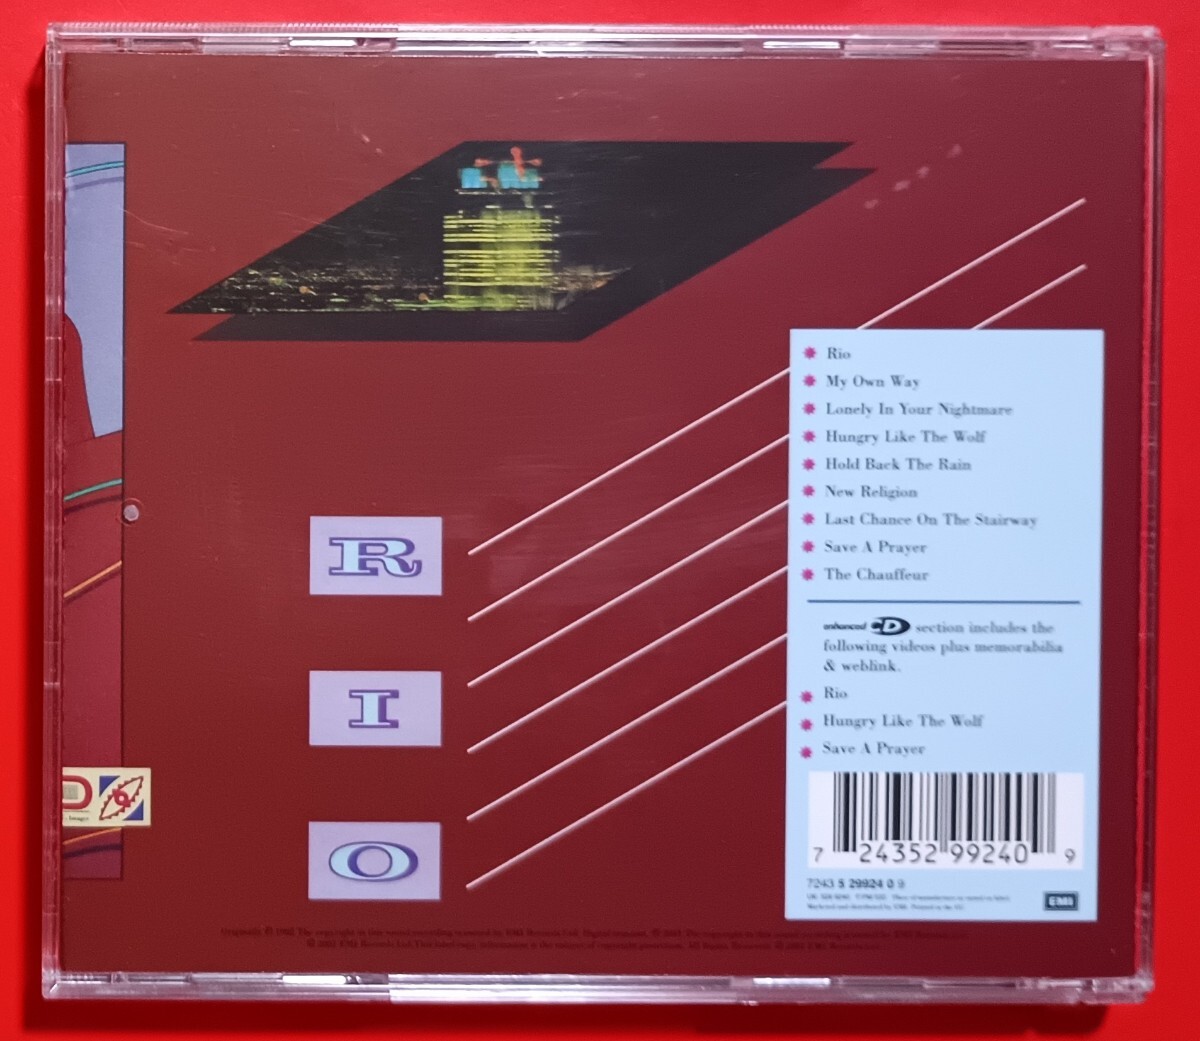 R
I
O
Rio
My Own Way
Lonely In Your Nightmare
Hungry Like The Wolf
Hold Back The Rain
New Religion
Last Chance On The Stairway
Save A Prayer
The Chauffeur
enhanced CD section includes the
following videos plus memorabilia
& weblink.
Rio
Hungry Like The Wolf
Save A Prayer
7 24352 99240 9
7243 5 29924 0 9
EMI